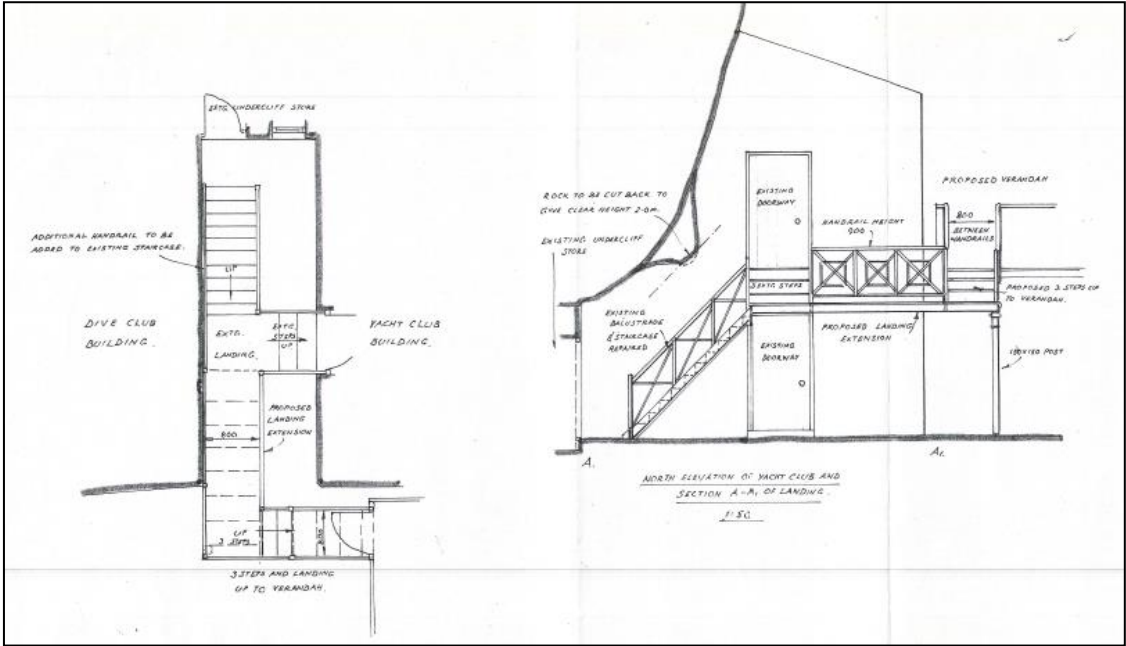 EXTG. UNDERCLIFF STORE
ADDITIONAL HANDRAIL TO BE
ADDED TO EXISTING STAIRCASE.
UP
DIVE CLUB
BUILDING.
EXTG.
LANDING.
EXTG.
STEPS
UP
YACHT CLUB
BUILDING.
PROPOSED
LANDING
EXTENSION
800
UP
3 STEPS
3 STEPS AND LANDING
UP TO VERANDAH.
ROCK TO BE CUT BACK TO
GIVE CLEAR HEIGHT 2.0m.
EXISTING UNDERCLIFF
STORE
EXISTING
DOORWAY
PROPOSED VERANDAH
HANDRAIL HEIGHT
900
800
BETWEEN
HANDRAILS
EXTG STEPS
PROPOSED 3 STEPS UP
TO VERANDAH.
EXISTING
BALUSTRADE
& STAIRCASE
REPAIRED
PROPOSED LANDING
EXTENSION
EXISTING
DOORWAY
POST
A.
A1.
NORTH ELEVATION OF YACHT CLUB AND
SECTION A-A1 OF LANDING.
1:50